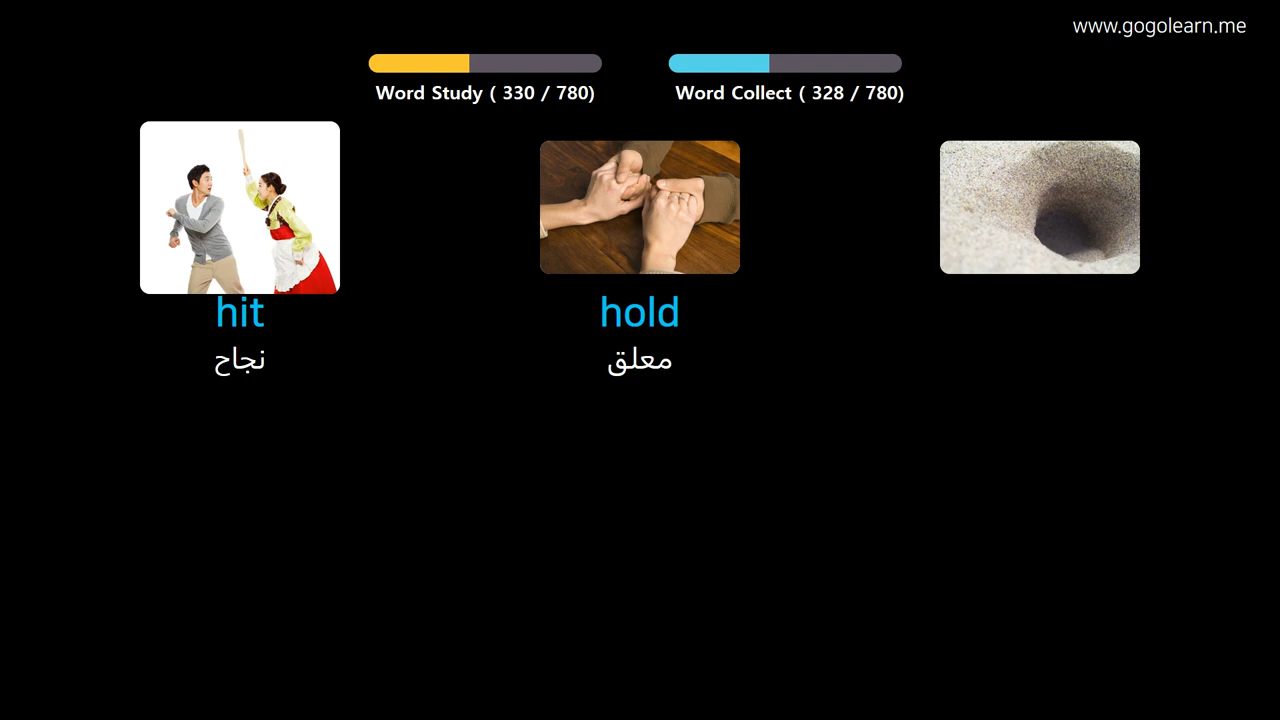 www.gogolearn.me
Word Study ( 330 / 780)
Word Collect ( 328 / 780)
hit
نجاح
hold
معلق